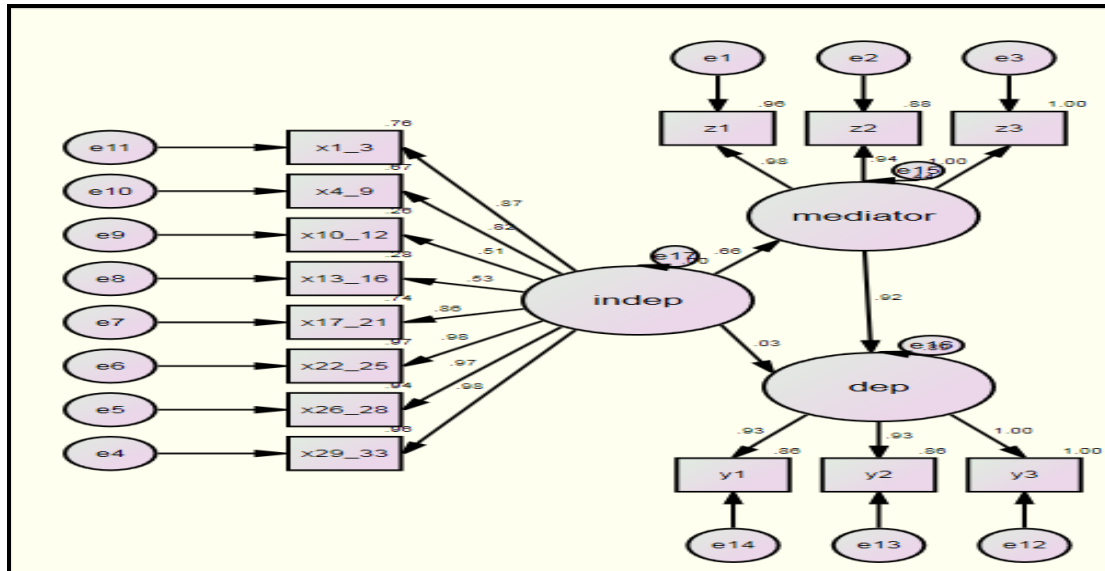 e1
e2
e3
.96
.88
1.00
z1
z2
z3
.98
.94
1.00
e15
mediator
e11
.76
x1_3
e10
.67
x4_9
e9
.26
x10_12
e8
.28
x13_16
e7
.74
x17_21
e6
.97
x22_25
e5
.94
x26_28
e4
.96
x29_33
.87
.82
.51
.53
.86
.98
.97
.98
e17
indep
.66
.03
.92
e16
dep
.93
.93
1.00
.86
.86
1.00
y1
y2
y3
e14
e13
e12